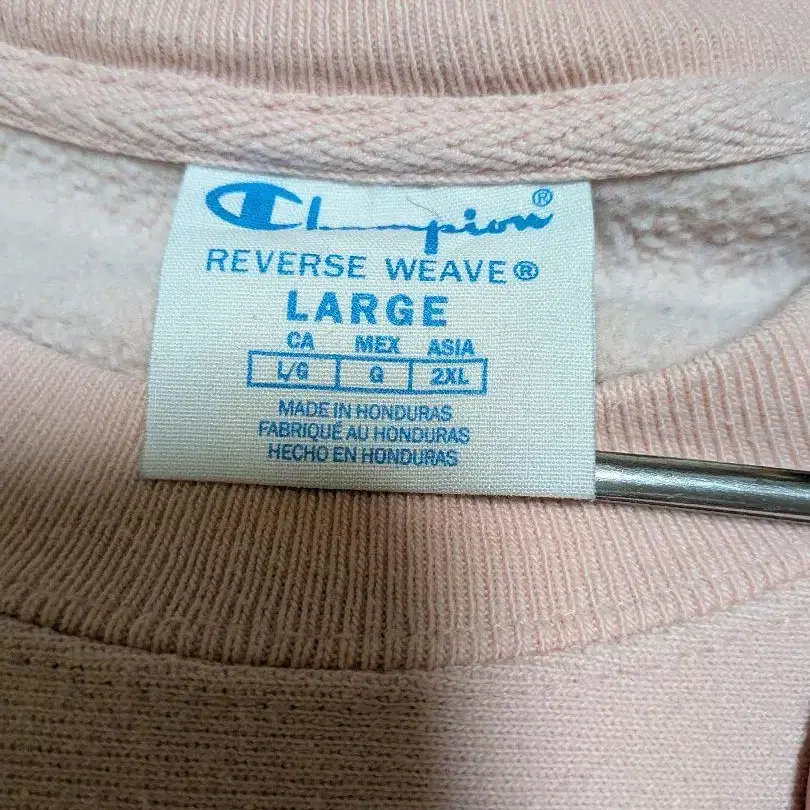 Champion®
REVERSE WEAVE®
LARGE
CA MEX ASIA
L/G G 2XL
MADE IN HONDURAS
FABRIQUÉ AU HONDURAS
HECHO EN HONDURAS